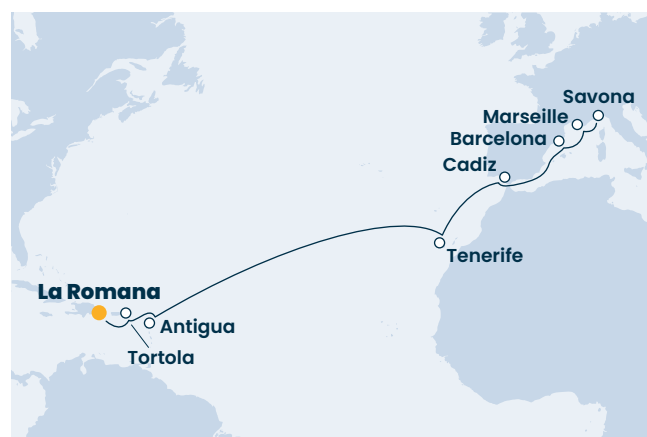 Savona
Marseille
Barcelona
Cadiz
Tenerife
La Romana
Antigua
Tortola